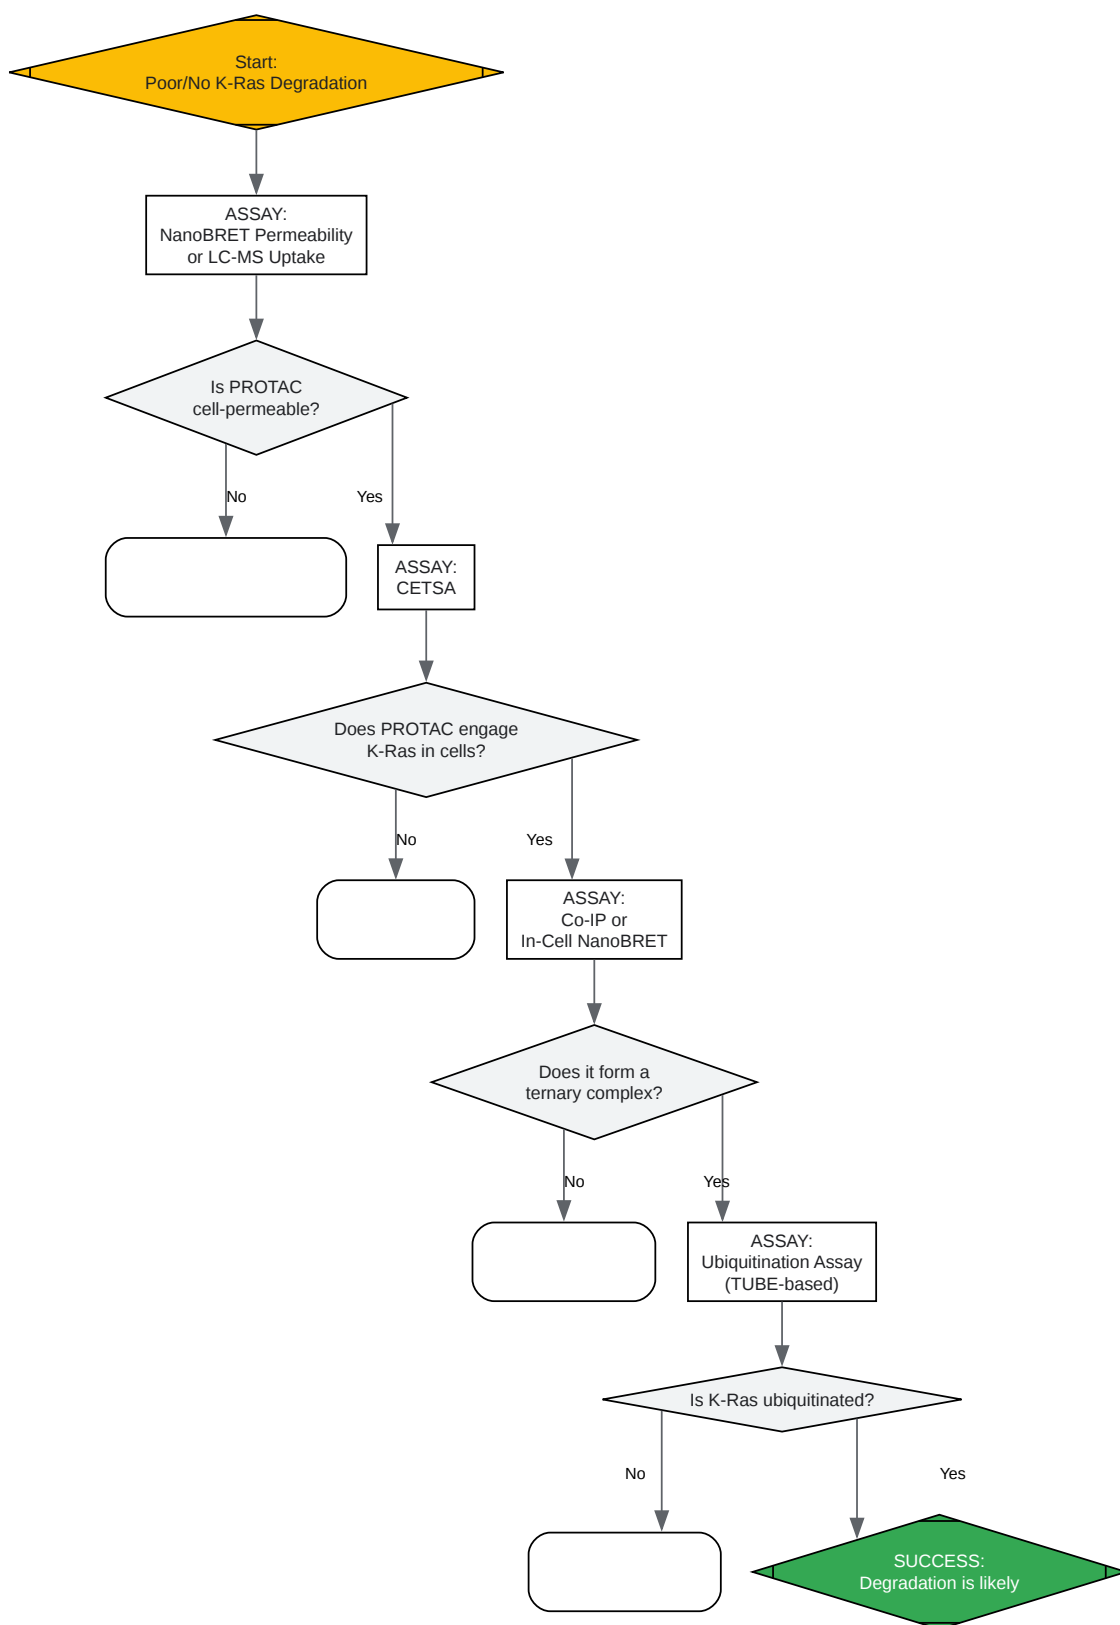 Start:
Poor/No K-Ras Degradation
ASSAY:
NanoBRET Permeability
or LC-MS Uptake
Is PROTAC
cell-permeable?
No
Yes
ASSAY:
CETSA
Does PROTAC engage
K-Ras in cells?
No
Yes
ASSAY:
Co-IP or
In-Cell NanoBRET
Does it form a
ternary complex?
No
Yes
ASSAY:
Ubiquitination Assay
(TUBE-based)
Is K-Ras ubiquitinated?
No
Yes
SUCCESS:
Degradation is likely